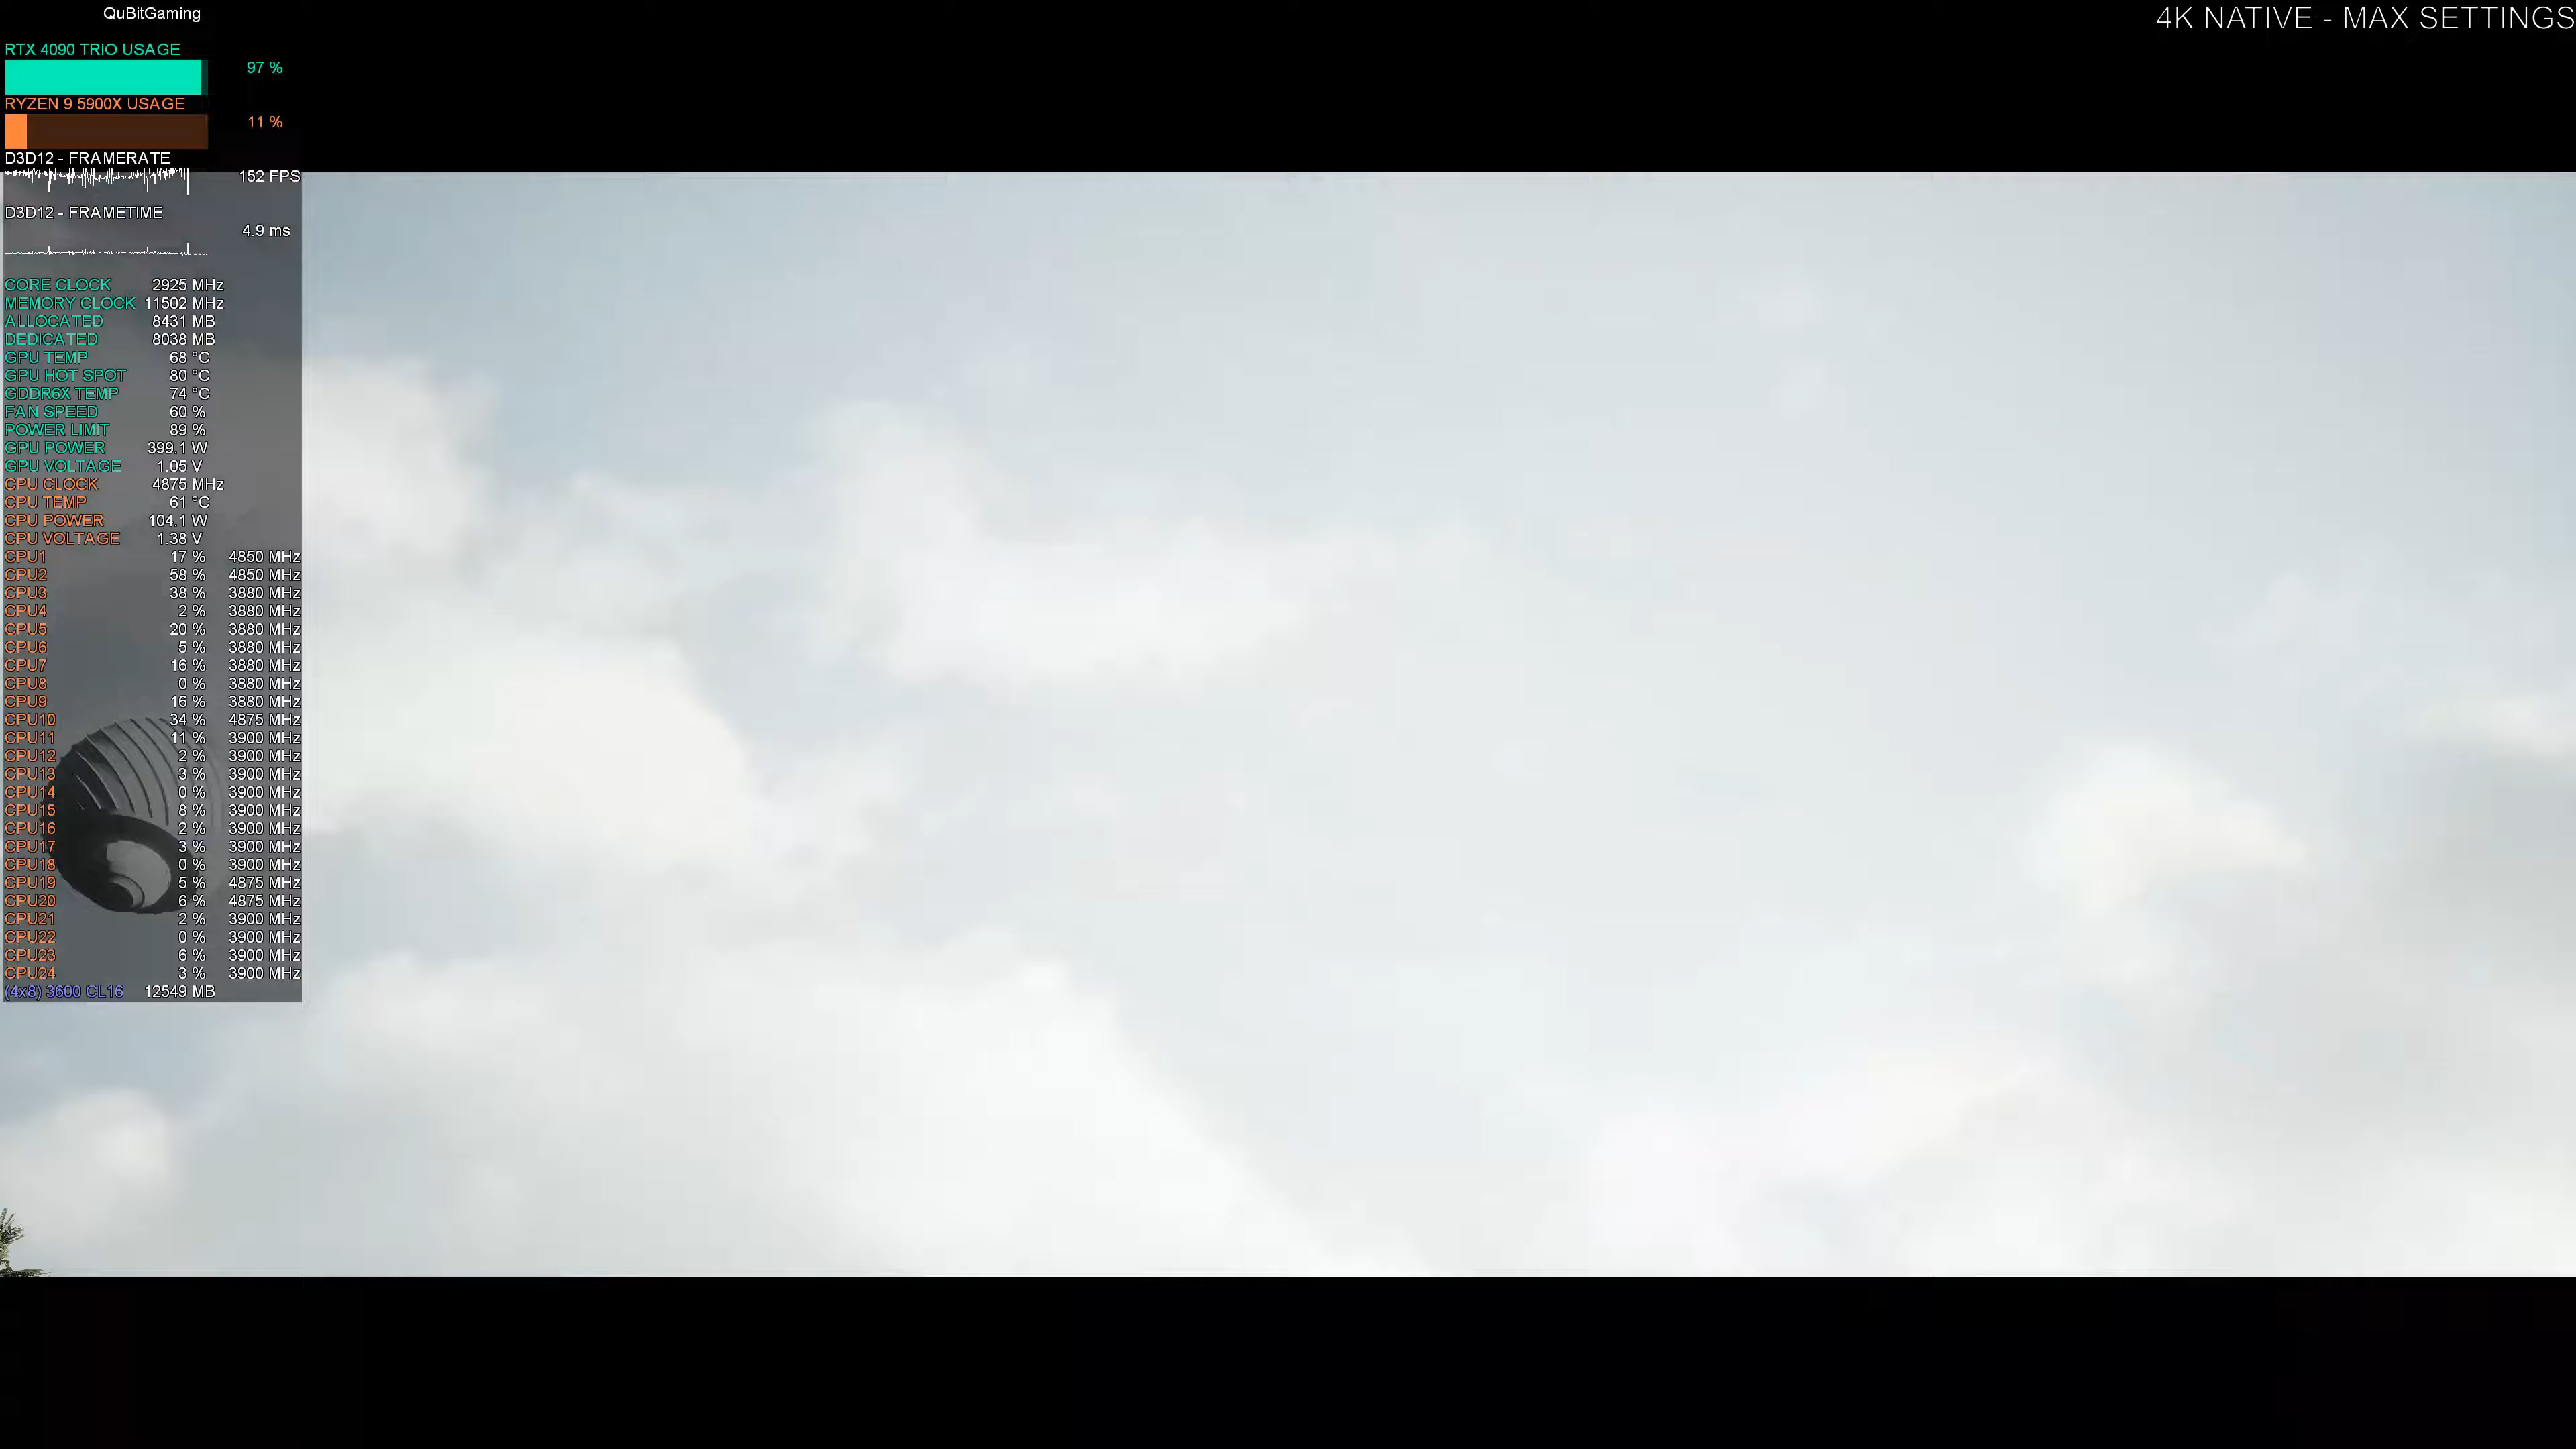 QuBitGaming
4K NATIVE - MAX SETTINGS
RTX 4090 TRIO USAGE
97 %
RYZEN 9 5900X USAGE
11 %
D3D12 - FRAMERATE
152 FPS
D3D12 - FRAMETIME
4.9 ms
CORE CLOCK 2925 MHz
MEMORY CLOCK 11502 MHz
ALLOCATED 8431 MB
DEDICATED 8038 MB
GPU TEMP 68 °C
GPU HOT SPOT 80 °C
GDDR6X TEMP 74 °C
FAN SPEED 60 %
POWER LIMIT 89 %
GPU POWER 399.1 W
GPU VOLTAGE 1.05 V
CPU CLOCK 4875 MHz
CPU TEMP 61 °C
CPU POWER 104.1 W
CPU VOLTAGE 1.38 V
CPU1 17 % 4850 MHz
CPU2 58 % 4850 MHz
CPU3 38 % 3880 MHz
CPU4 2 % 3880 MHz
CPU5 20 % 3880 MHz
CPU6 5 % 3880 MHz
CPU7 16 % 3880 MHz
CPU8 0 % 3880 MHz
CPU9 16 % 3880 MHz
CPU10 34 % 4875 MHz
CPU11 11 % 3900 MHz
CPU12 2 % 3900 MHz
CPU13 3 % 3900 MHz
CPU14 0 % 3900 MHz
CPU15 8 % 3900 MHz
CPU16 2 % 3900 MHz
CPU17 3 % 3900 MHz
CPU18 0 % 3900 MHz
CPU19 5 % 4875 MHz
CPU20 6 % 4875 MHz
CPU21 2 % 3900 MHz
CPU22 0 % 3900 MHz
CPU23 6 % 3900 MHz
CPU24 3 % 3900 MHz
(4x8) 3600 CL16 12549 MB